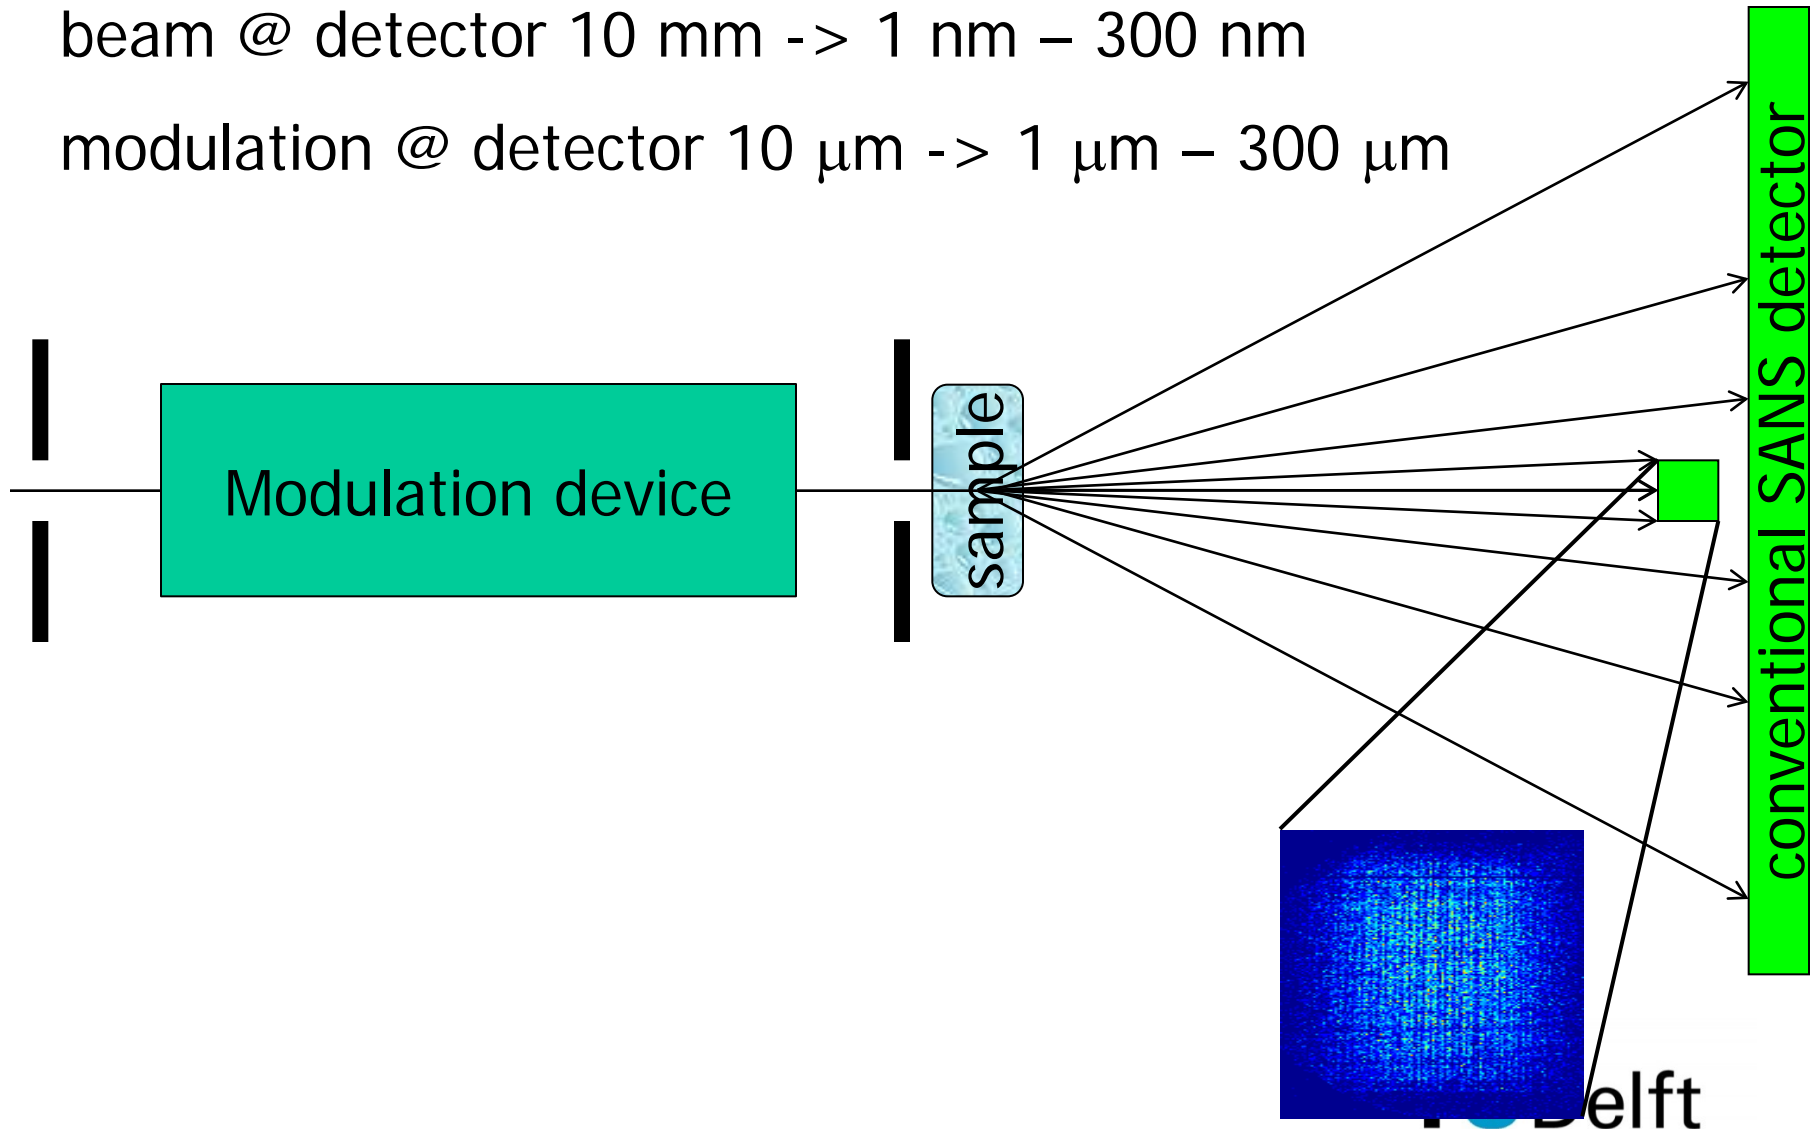 beam @ detector 10 mm -> 1 nm – 300 nm
modulation @ detector 10 μm -> 1 μm – 300 μm
Modulation device
sample
conventional SANS detector